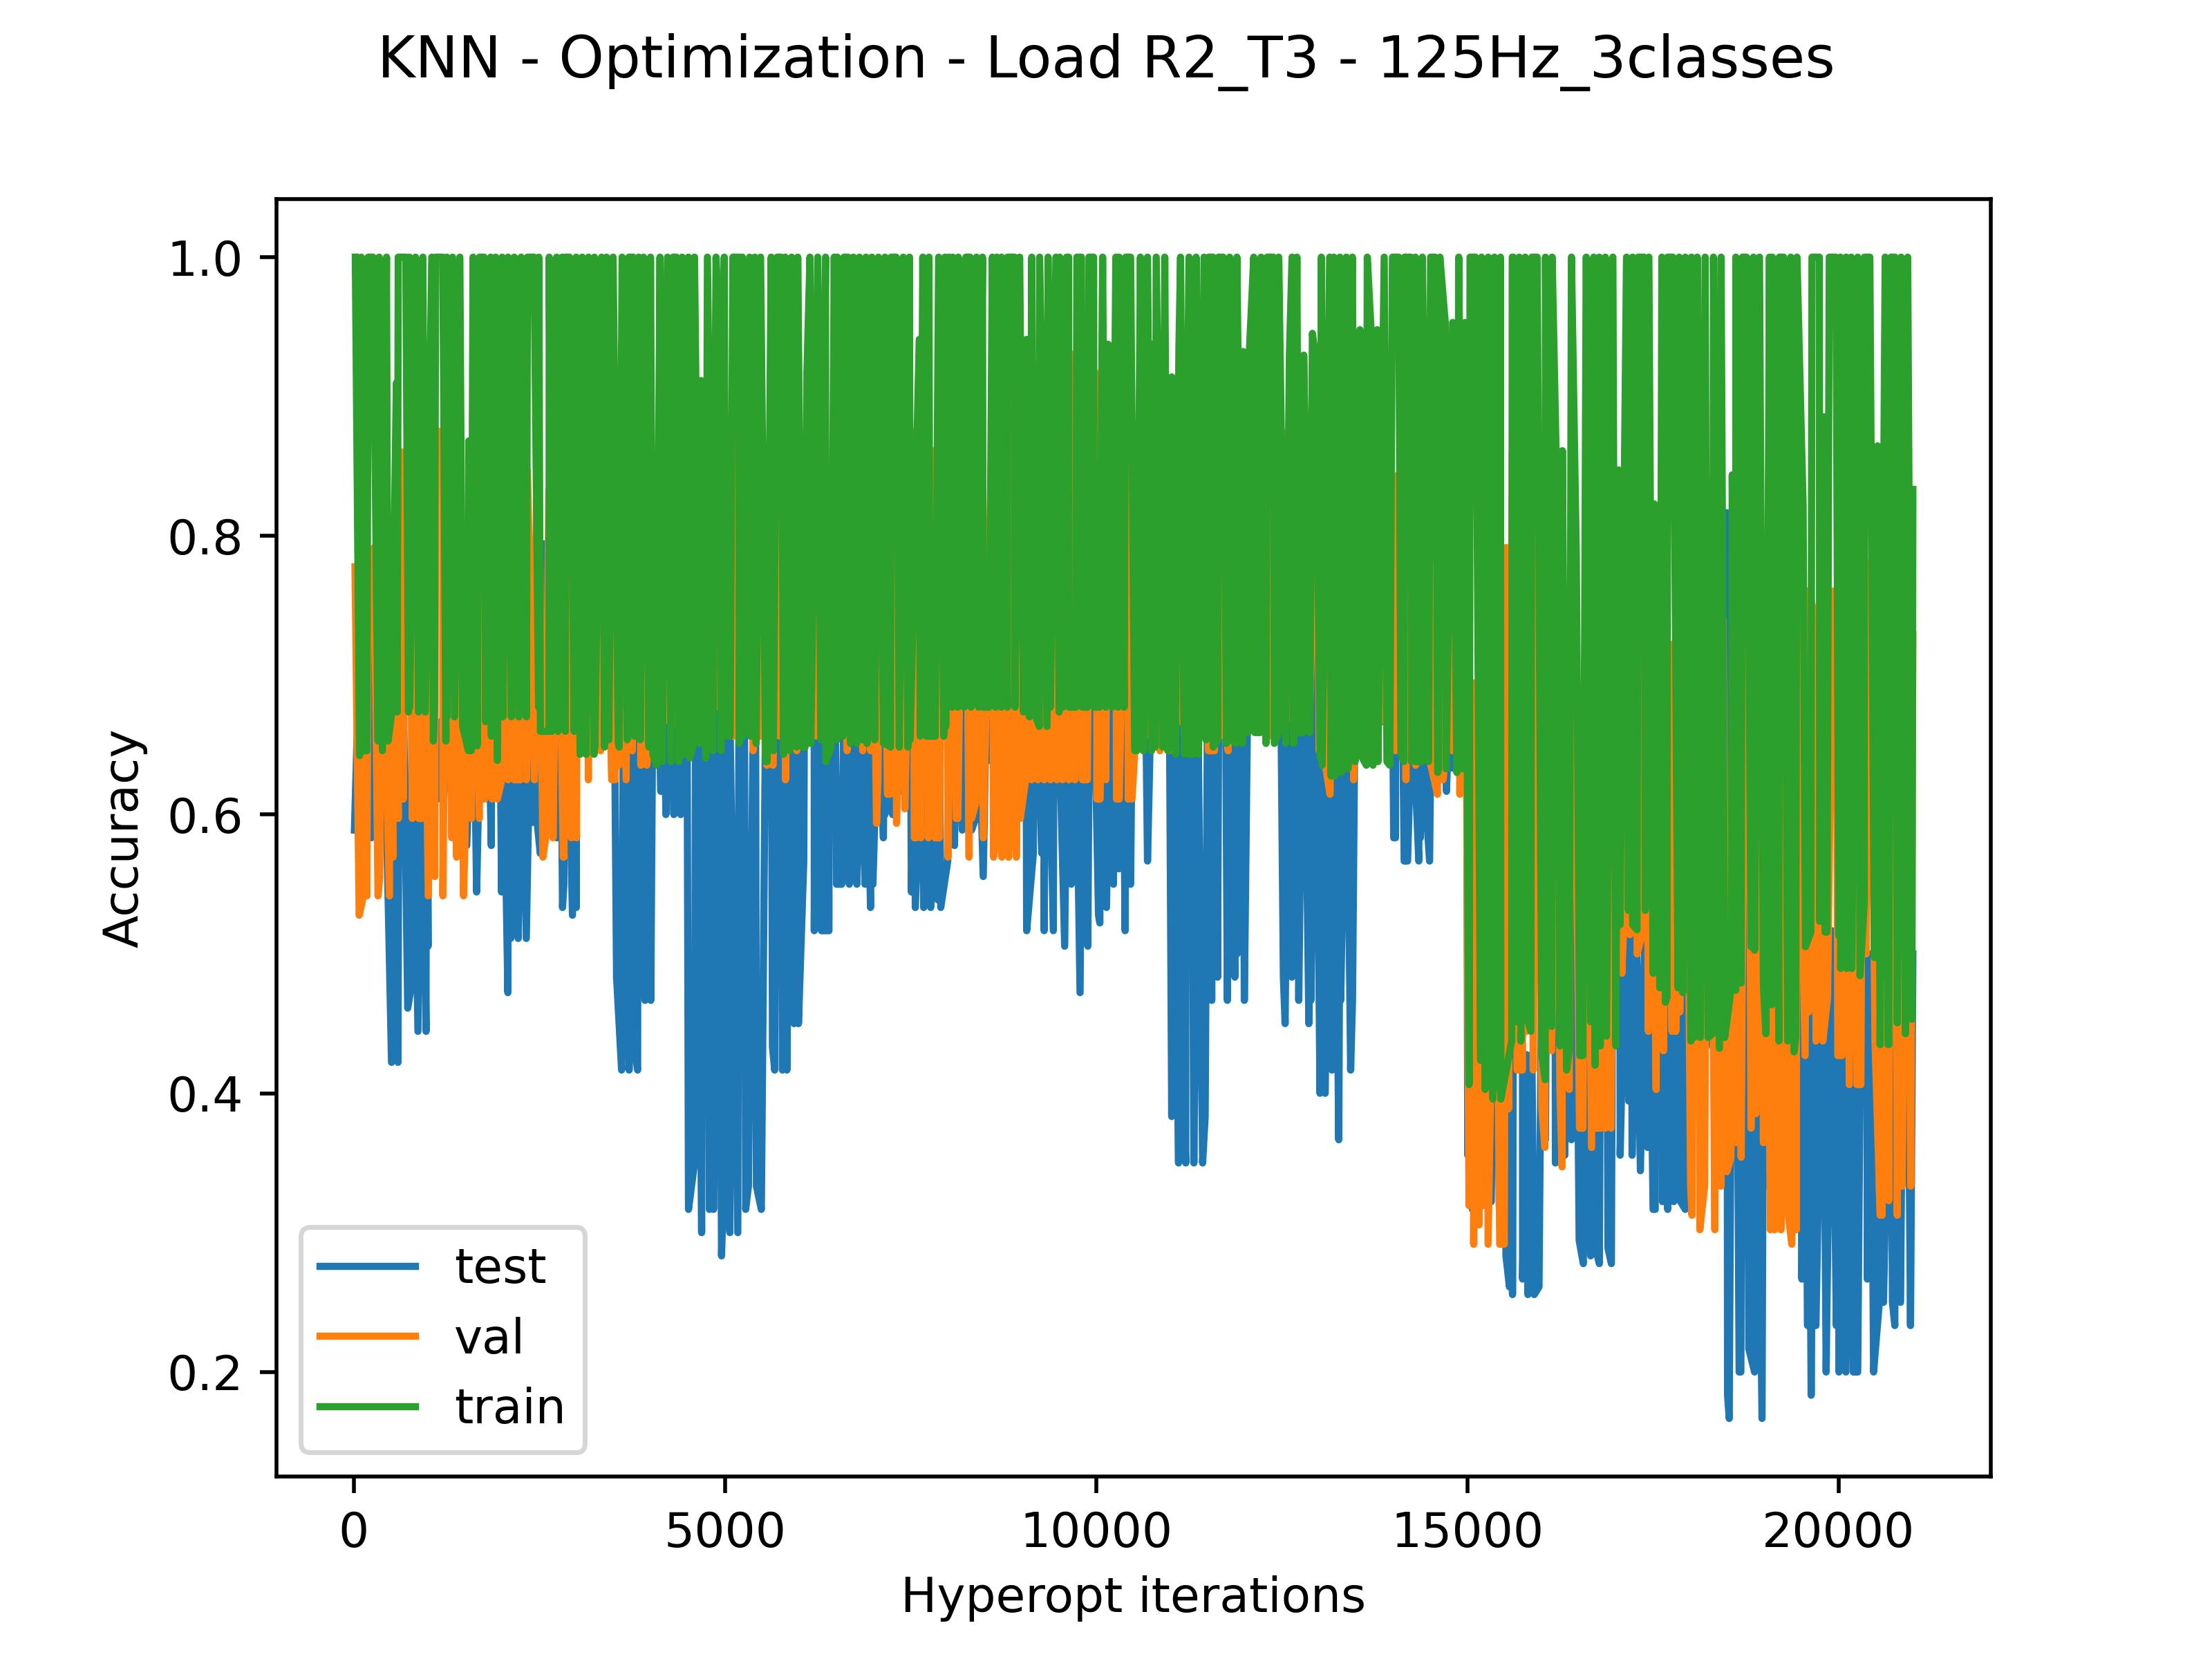 KNN - Optimization - Load R2_T3 - 125Hz_3classes
1.0
0.8
0.6
0.4
0.2
Accuracy
test
val
train
0 5000 10000 15000 20000
Hyperopt iterations